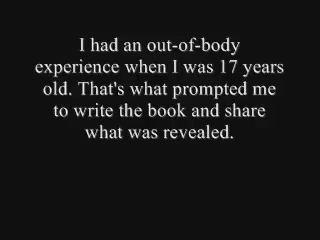 I had an out-of-body
experience when I was 17 years
old. That's what prompted me
to write the book and share
what was revealed.